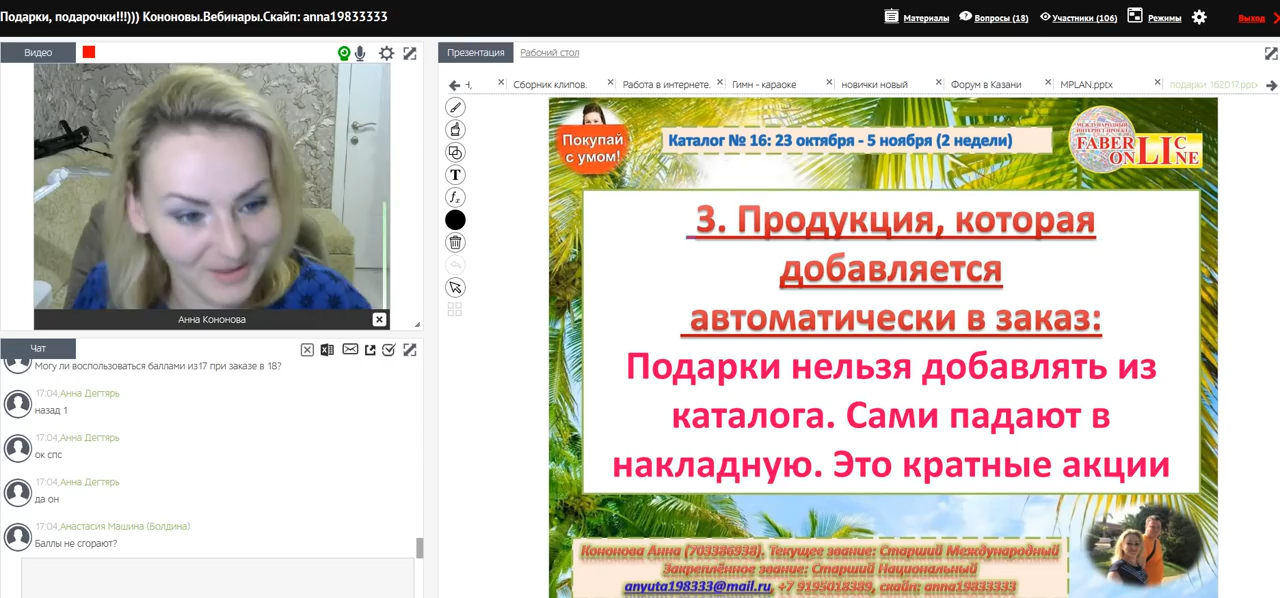 Подарки, подарочки!!!))) Кононовы.Вебинары.Скайп: anna19833333
Материалы
Вопросы (18)
Участники (106)
Режимы
Выход
Видео
Анна Кононова
Чат
Могу ли воспользоваться баллами из17 при заказе в 18?
17:04,Анна Дегтярь
назад 1
17:04,Анна Дегтярь
ок спс
17:04,Анна Дегтярь
да он
17:04,Анастасия Машина (Болдина)
Баллы не сгорают?
Презентация
Рабочий стол
Сборник клипов.
Работа в интернете.
Гимн - караоке
новички новый
Форум в Казани
MPLAN.pptx
подарки 162017.pptx
Покупай
с умом!
Каталог № 16: 23 октября - 5 ноября (2 недели)
МЕЖДУНАРОДНЫЙ
ИНТЕРНЕТ-ПРОЕКТ
FABERLIC
ONLINE
3. Продукция, которая
добавляется
автоматически в заказ:
Подарки нельзя добавлять из
каталога. Сами падают в
накладную. Это кратные акции
Кононова Анна (703386938). Текущее звание: Старший Международный
Закреплённое звание: Старший Национальный
anyuta198333@mail.ru, +7 9195018389, скайп: anna19833333